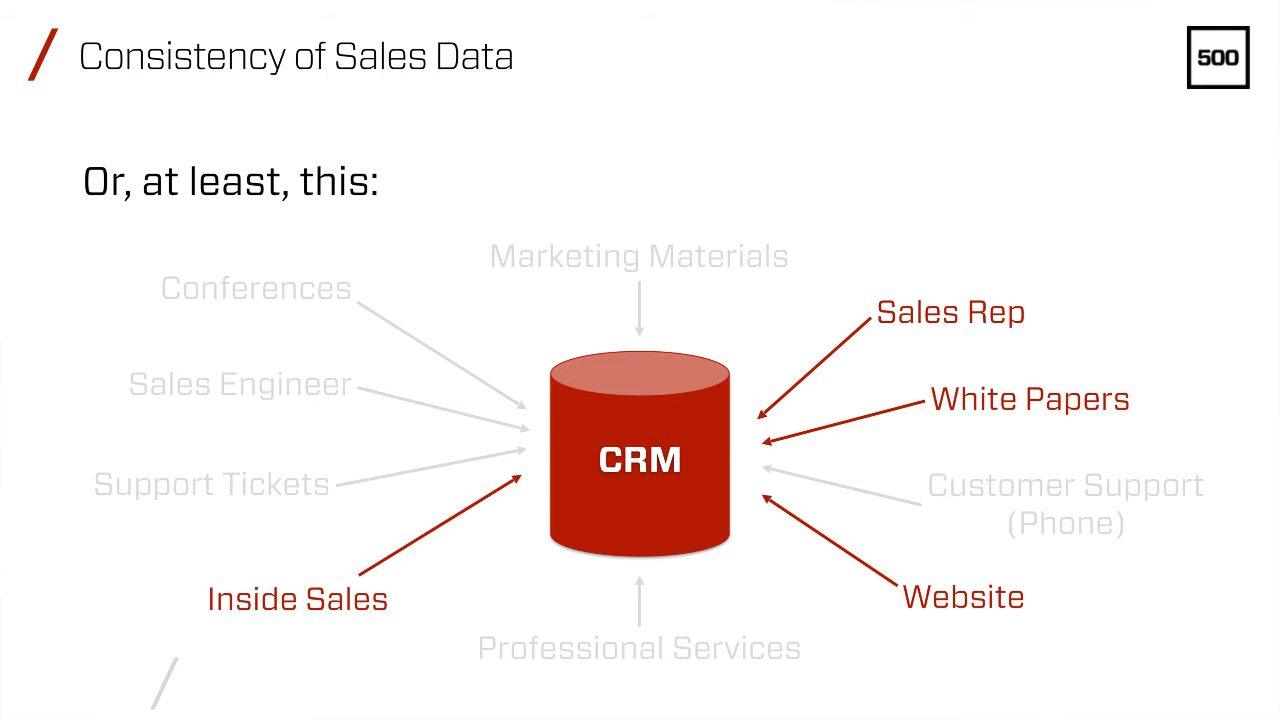 Consistency of Sales Data
500
Or, at least, this:
Marketing Materials
Conferences
Sales Rep
Sales Engineer
White Papers
CRM
Support Tickets
Customer Support
(Phone)
Inside Sales
Website
Professional Services